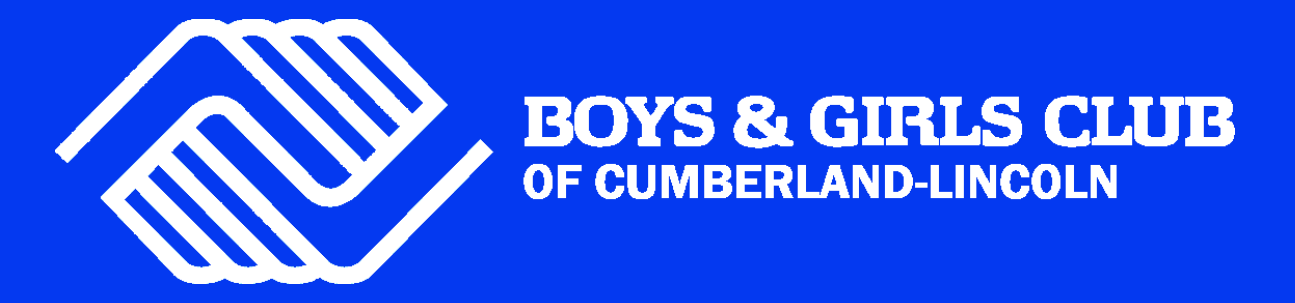 BOYS & GIRLS CLUB
OF CUMBERLAND-LINCOLN